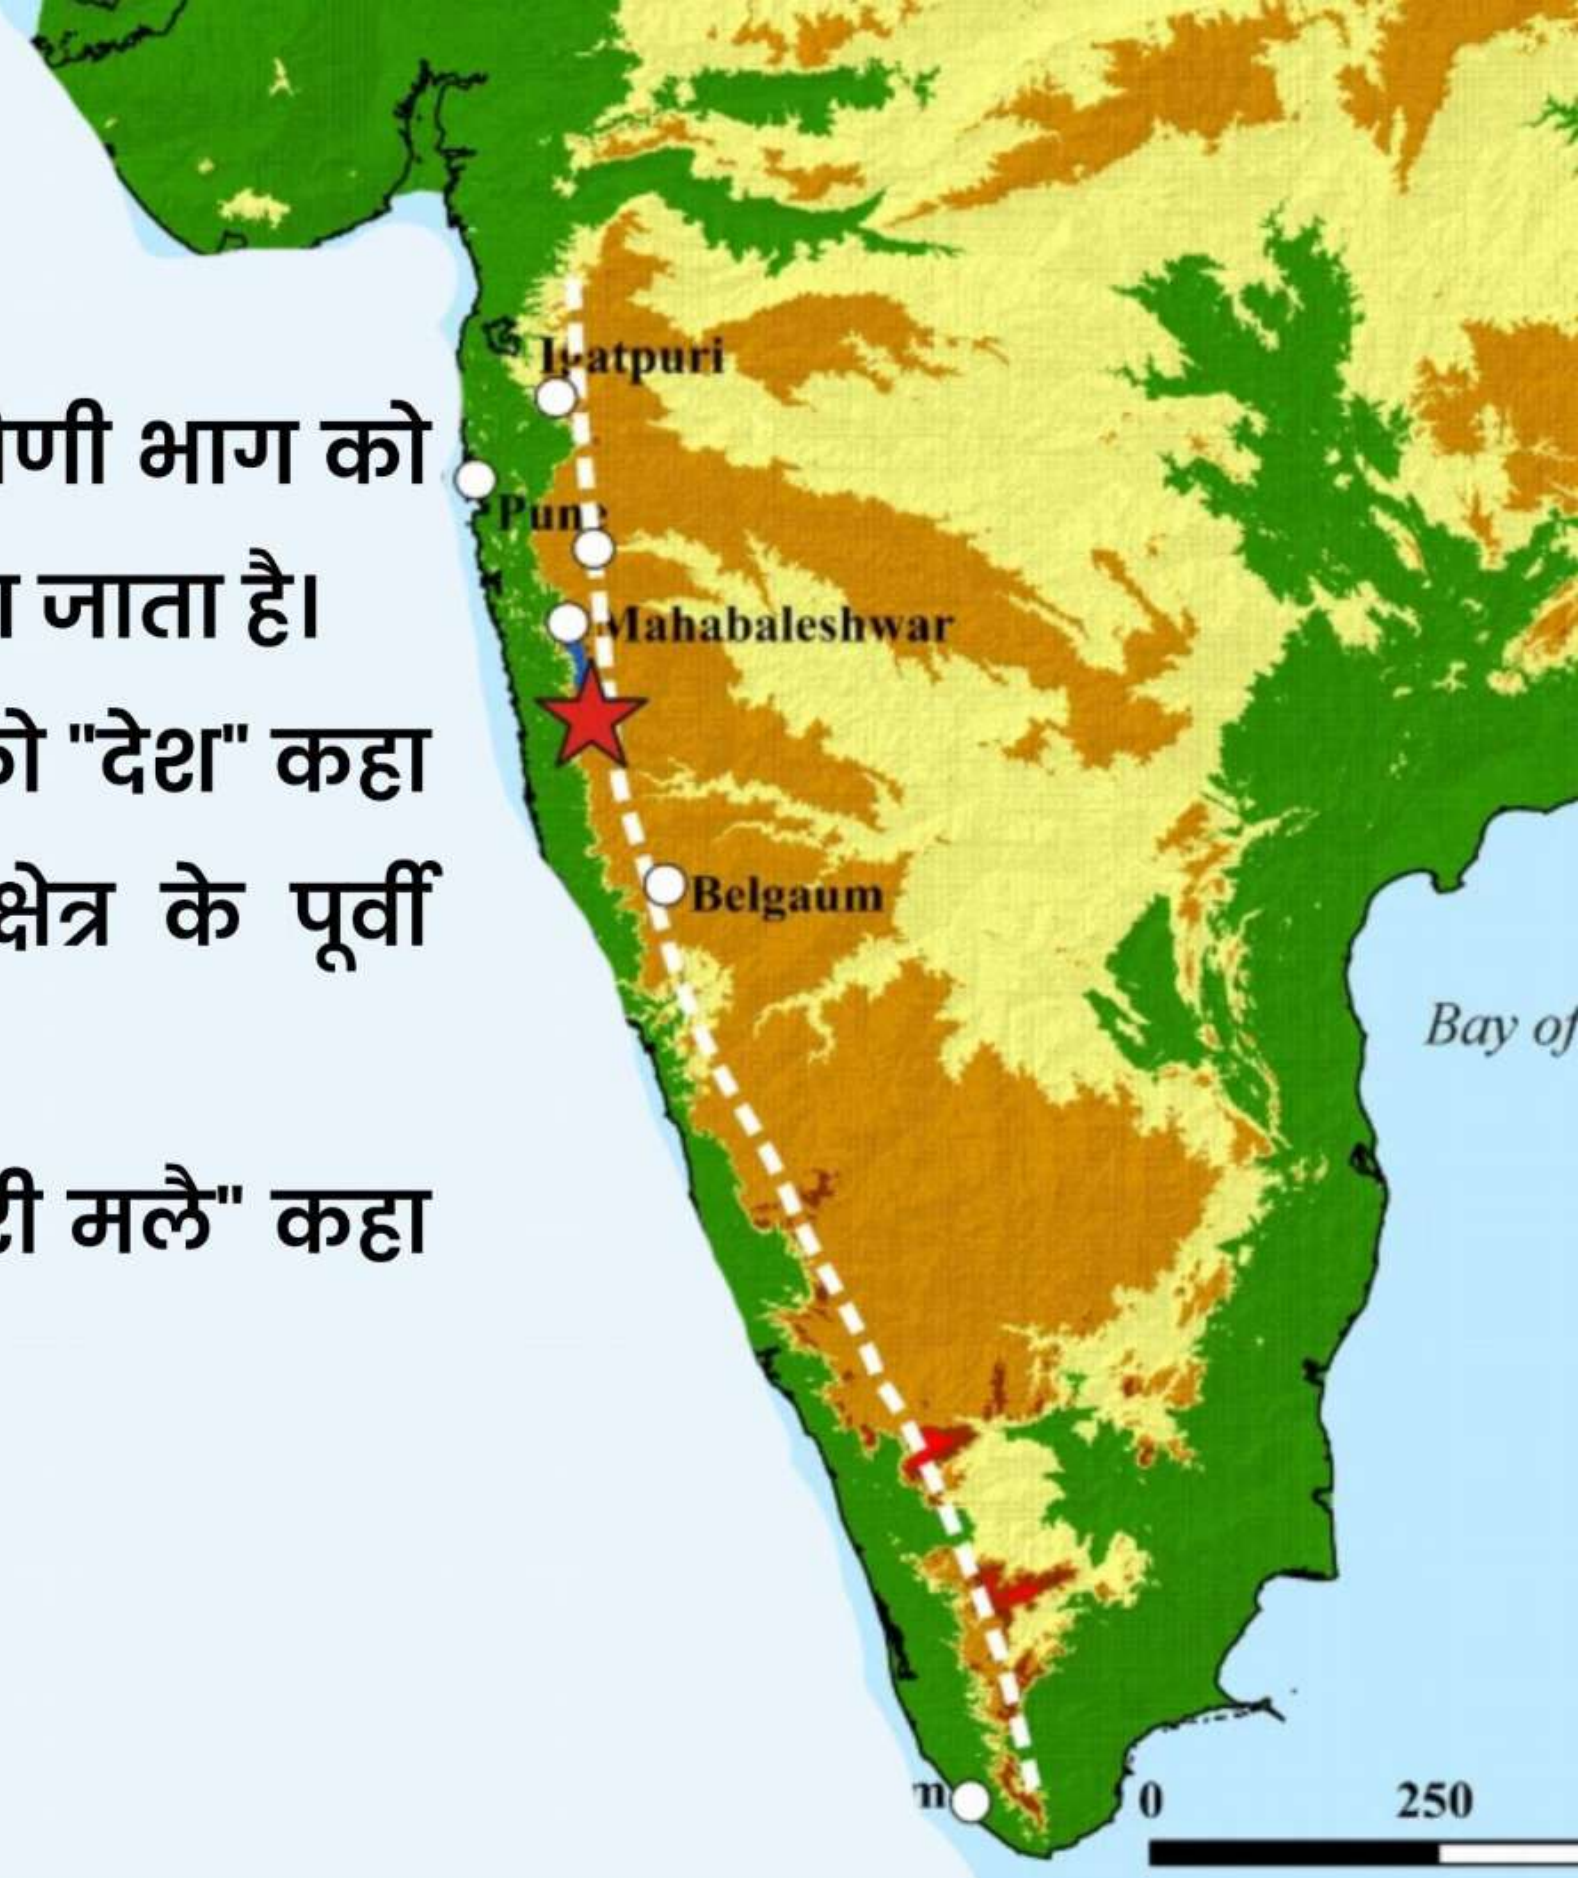 भाग को
जाता है।
"देश" कहा
क्षेत्र के पूर्वी
मलै" कहा
Igatpuri
Pune
Mahabaleshwar
Belgaum
Bay of
0 250